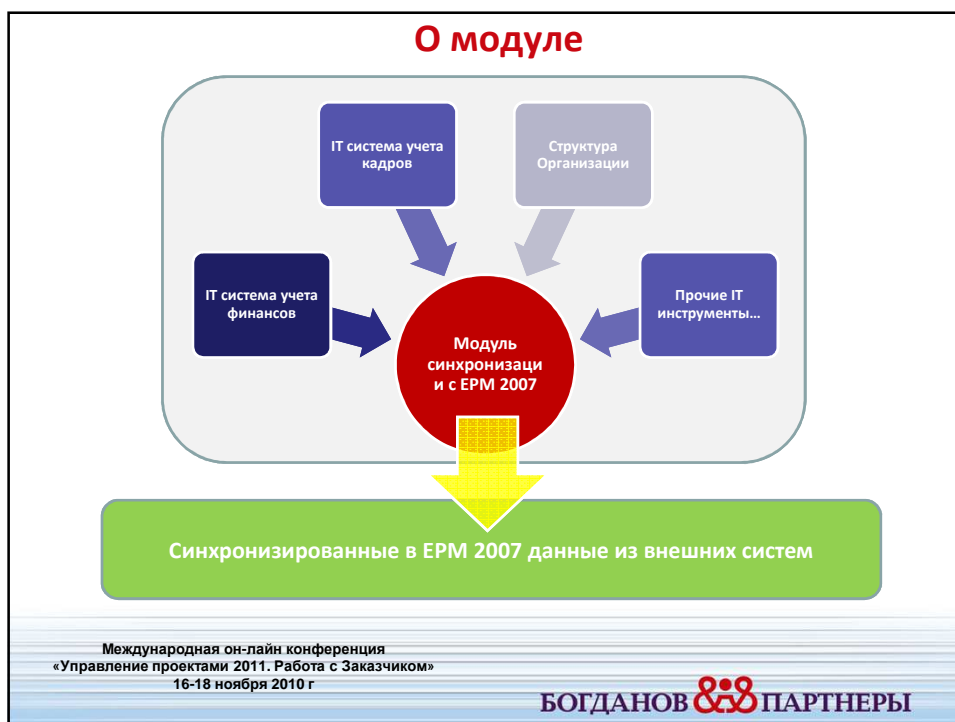 О модуле
IT система учета
кадров
Структура
Организации
IT система учета
финансов
Прочие IT
инструменты...
Модуль
синхронизаци
и с EPM 2007
Синхронизированные в EPM 2007 данные из внешних систем
Международная он-лайн конференция
«Управление проектами 2011. Работа с Заказчиком»
16-18 ноября 2010 г
БОГДАНОВ & ПАРТНЕРЫ